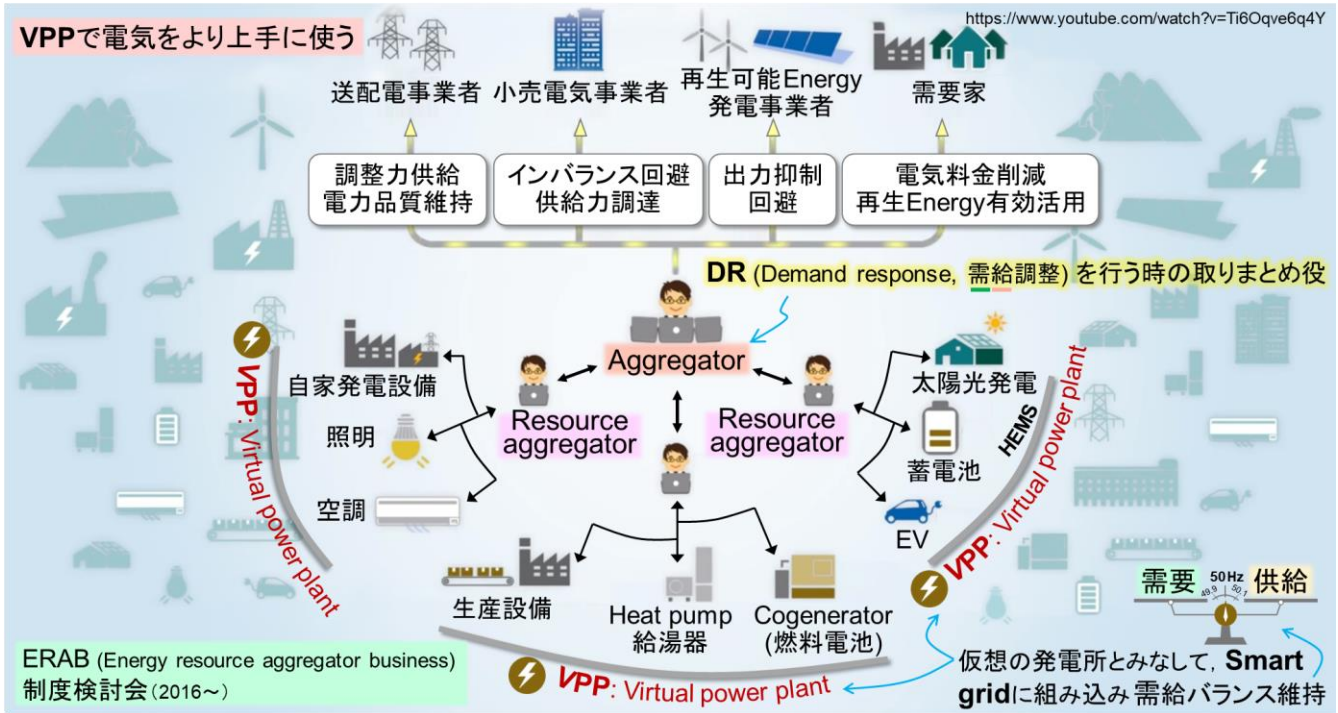 VPPで電気をより上手に使う
https://www.youtube.com/watch?v=Ti6Oqve6q4Y
送配電事業者
小売電気事業者
再生可能Energy
発電事業者
需要家
調整力供給
電力品質維持
インバランス回避
供給力調達
出力抑制
回避
電気料金削減
再生Energy有効活用
DR (Demand response, 需給調整) を行う時の取りまとめ役
Aggregator
Resource
aggregator
Resource
aggregator
自家発電設備
照明
空調
VPP: Virtual power plant
太陽光発電
蓄電池
EV
HEMS
VPP: Virtual power plant
生産設備
Heat pump
給湯器
Cogenerator
(燃料電池)
VPP: Virtual power plant
需要
50Hz
49.9
50.1
供給
仮想の発電所とみなして, Smart
gridに組み込み需給バランス維持
ERAB (Energy resource aggregator business)
制度検討会(2016～)